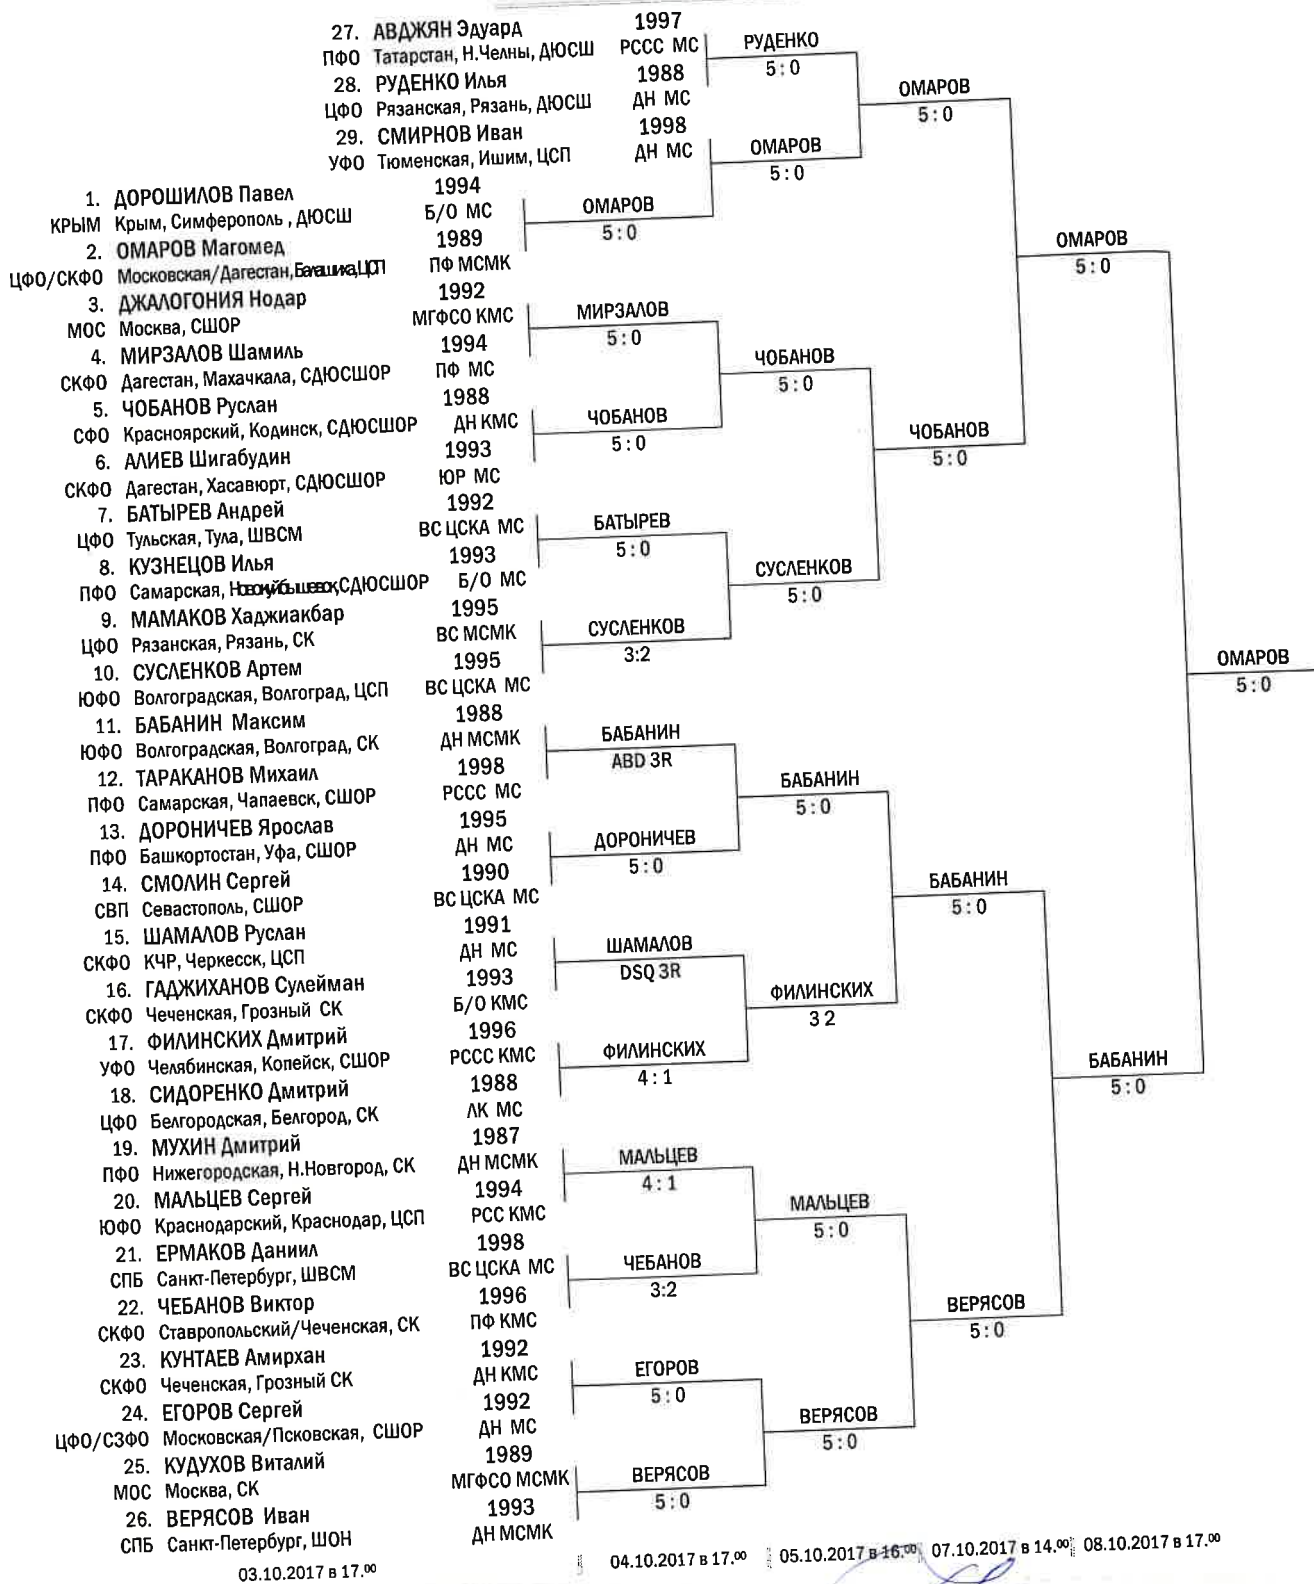 27. АВДЖЯН Эдуард 1997
ПФО Татарстан, Н.Челны, ДЮСШ РССС МС
РУДЕНКО
5:0
28. РУДЕНКО Илья 1988
ЦФО Рязанская, Рязань, ДЮСШ ДН МС
ОМАРОВ
5:0
29. СМИРНОВ Иван 1998
УФО Тюменская, Ишим, ЦСП ДН МС
ОМАРОВ
5:0
1. ДОРОШИЛОВ Павел 1994
КРЫМ Крым, Симферополь , ДЮСШ Б/О МС
ОМАРОВ
5:0
2. ОМАРОВ Магомед 1989
ЦФО/СКФО Московская/Дагестан,Балашиха,ЦСП ПФ МСМК
ОМАРОВ
5:0
3. ДЖАЛОГОНИЯ Нодар 1992
МОС Москва, СШОР МГФСО КМС
МИРЗАЛОВ
5:0
4. МИРЗАЛОВ Шамиль 1994
СКФО Дагестан, Махачкала, СДЮСШОР ПФ МС
ЧОБАНОВ
5:0
5. ЧОБАНОВ Руслан 1988
СФО Красноярский, Кодинск, СДЮСШОР ДН КМС
ЧОБАНОВ
5:0
ЧОБАНОВ
5:0
6. АЛИЕВ Шигабудин 1993
СКФО Дагестан, Хасавюрт, СДЮСШОР ЮР МС
7. БАТЫРЕВ Андрей 1992
ЦФО Тульская, Тула, ШВСМ ВС ЦСКА МС
БАТЫРЕВ
5:0
8. КУЗНЕЦОВ Илья 1993
ПФО Самарская, Новокуйбышевск,СДЮСШОР Б/О МС
СУСЛЕНКОВ
5:0
9. МАМАКОВ Хаджиакбар 1995
ЦФО Рязанская, Рязань, СК ВС МСМК
СУСЛЕНКОВ
3:2
10. СУСЛЕНКОВ Артем 1995
ЮФО Волгоградская, Волгоград, ЦСП ВС ЦСКА МС
ОМАРОВ
5:0
11. БАБАНИН Максим 1988
ЮФО Волгоградская, Волгоград, СК ДН МСМК
БАБАНИН
ABD 3R
12. ТАРАКАНОВ Михаил 1998
ПФО Самарская, Чапаевск, СШОР РССС МС
БАБАНИН
5:0
13. ДОРОНИЧЕВ Ярослав 1995
ПФО Башкортостан, Уфа, СШОР ДН МС
ДОРОНИЧЕВ
5:0
14. СМОЛИН Сергей 1990
СВП Севастополь, СШОР ВС ЦСКА МС
БАБАНИН
5:0
15. ШАМАЛОВ Руслан 1991
СКФО КЧР, Черкесск, ЦСП ДН МС
ШАМАЛОВ
DSQ 3R
16. ГАДЖИХАНОВ Сулейман 1993
СКФО Чеченская, Грозный СК Б/О КМС
ФИЛИНСКИХ
3 2
17. ФИЛИНСКИХ Дмитрий 1996
УФО Челябинская, Копейск, СШОР РССС КМС
ФИЛИНСКИХ
4:1
18. СИДОРЕНКО Дмитрий 1988
ЦФО Белгородская, Белгород, СК ЛК МС
БАБАНИН
5:0
19. МУХИН Дмитрий 1987
ПФО Нижегородская, Н.Новгород, СК ДН МСМК
МАЛЬЦЕВ
4:1
20. МАЛЬЦЕВ Сергей 1994
ЮФО Краснодарский, Краснодар, ЦСП РСС КМС
МАЛЬЦЕВ
5:0
21. ЕРМАКОВ Даниил 1998
СПБ Санкт-Петербург, ШВСМ ВС ЦСКА МС
ЧЕБАНОВ
3:2
22. ЧЕБАНОВ Виктор 1996
СКФО Ставропольский/Чеченская, СК ПФ КМС
ВЕРЯСОВ
5:0
23. КУНТАЕВ Амирхан 1992
СКФО Чеченская, Грозный СК ДН КМС
ЕГОРОВ
5:0
24. ЕГОРОВ Сергей 1992
ЦФО/СЗФО Московская/Псковская, СШОР ДН МС
ВЕРЯСОВ
5:0
25. КУДУХОВ Виталий 1989
МОС Москва, СК МГФСО МСМК
ВЕРЯСОВ
5:0
26. ВЕРЯСОВ Иван 1993
СПБ Санкт-Петербург, ШОН ДН МСМК
03.10.2017 в 17.⁰⁰ 04.10.2017 в 17.⁰⁰ 05.10.2017 в 16.⁰⁰ 07.10.2017 в 14.⁰⁰ 08.10.2017 в 17.⁰⁰